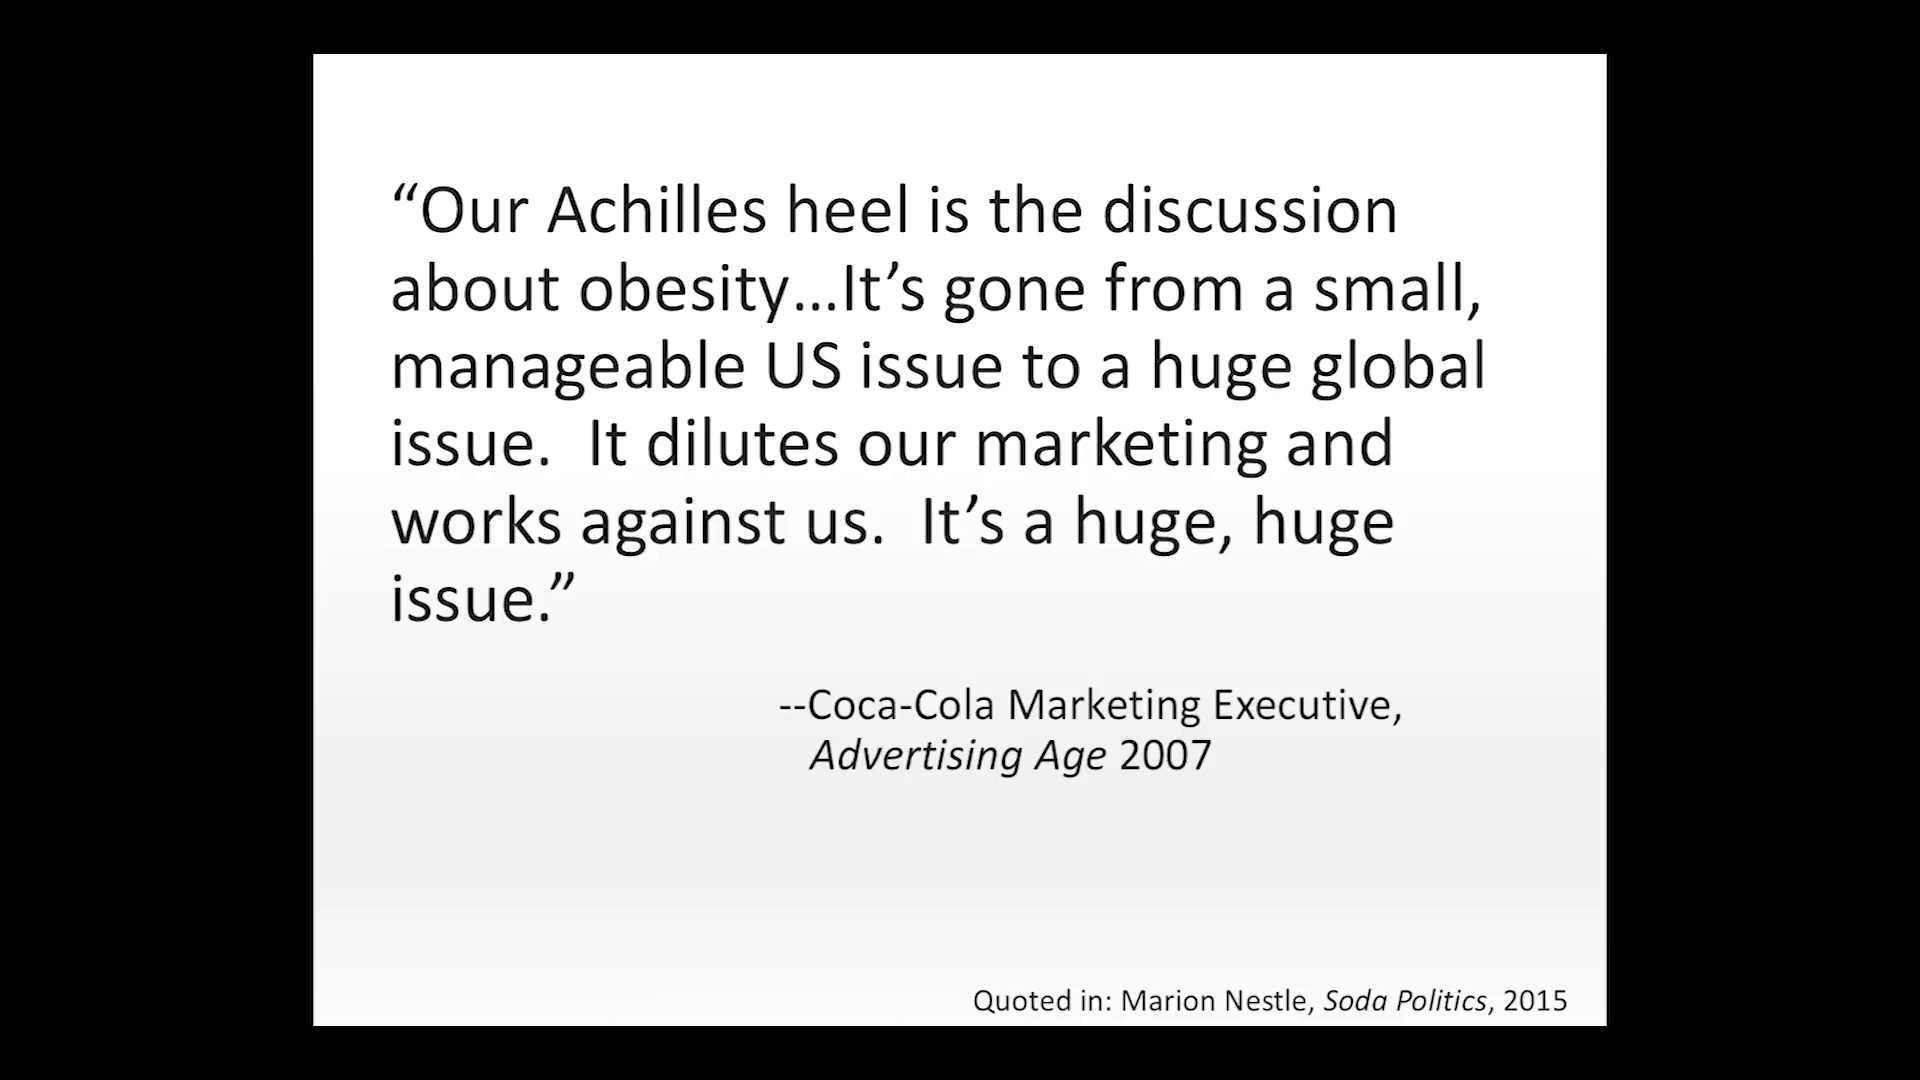 “Our Achilles heel is the discussion
about obesity…It’s gone from a small,
manageable US issue to a huge global
issue.  It dilutes our marketing and
works against us.  It’s a huge, huge
issue.”
--Coca-Cola Marketing Executive,
Advertising Age 2007
Quoted in: Marion Nestle, Soda Politics, 2015